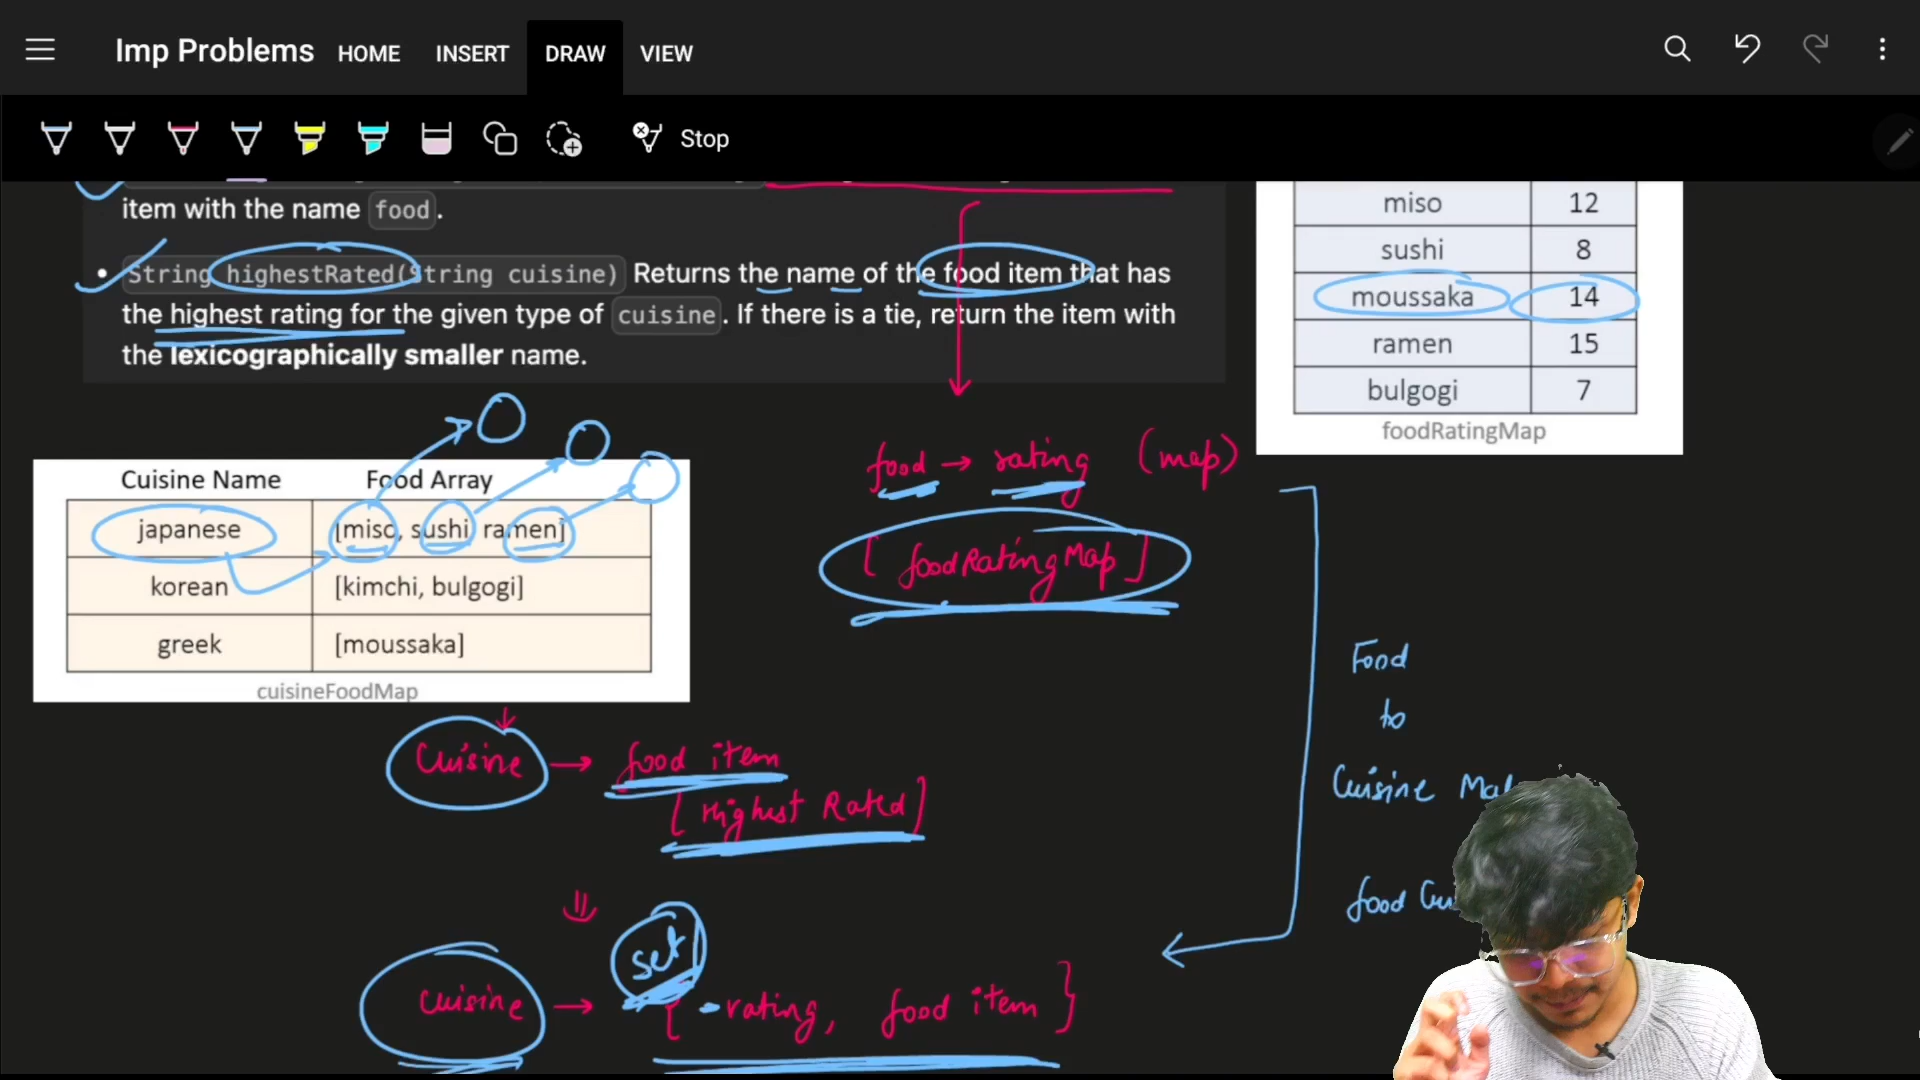 Imp Problems HOME INSERT DRAW VIEW
Stop
item with the name food.
• String highestRated(String cuisine) Returns the name of the food item that has
the highest rating for the given type of cuisine. If there is a tie, return the item with
the lexicographically smaller name.
miso 12
sushi 8
moussaka 14
ramen 15
bulgogi 7
foodRatingMap
Cuisine Name Food Array
japanese [miso, sushi ramen]
korean [kimchi, bulgogi]
greek [moussaka]
cuisineFoodMap
food → rating (map)
[foodRatingMap]
Cuisine → food item
[Highest Rated]
set
Cuisine → { -rating, food item }
Food
to
Cuisine
food